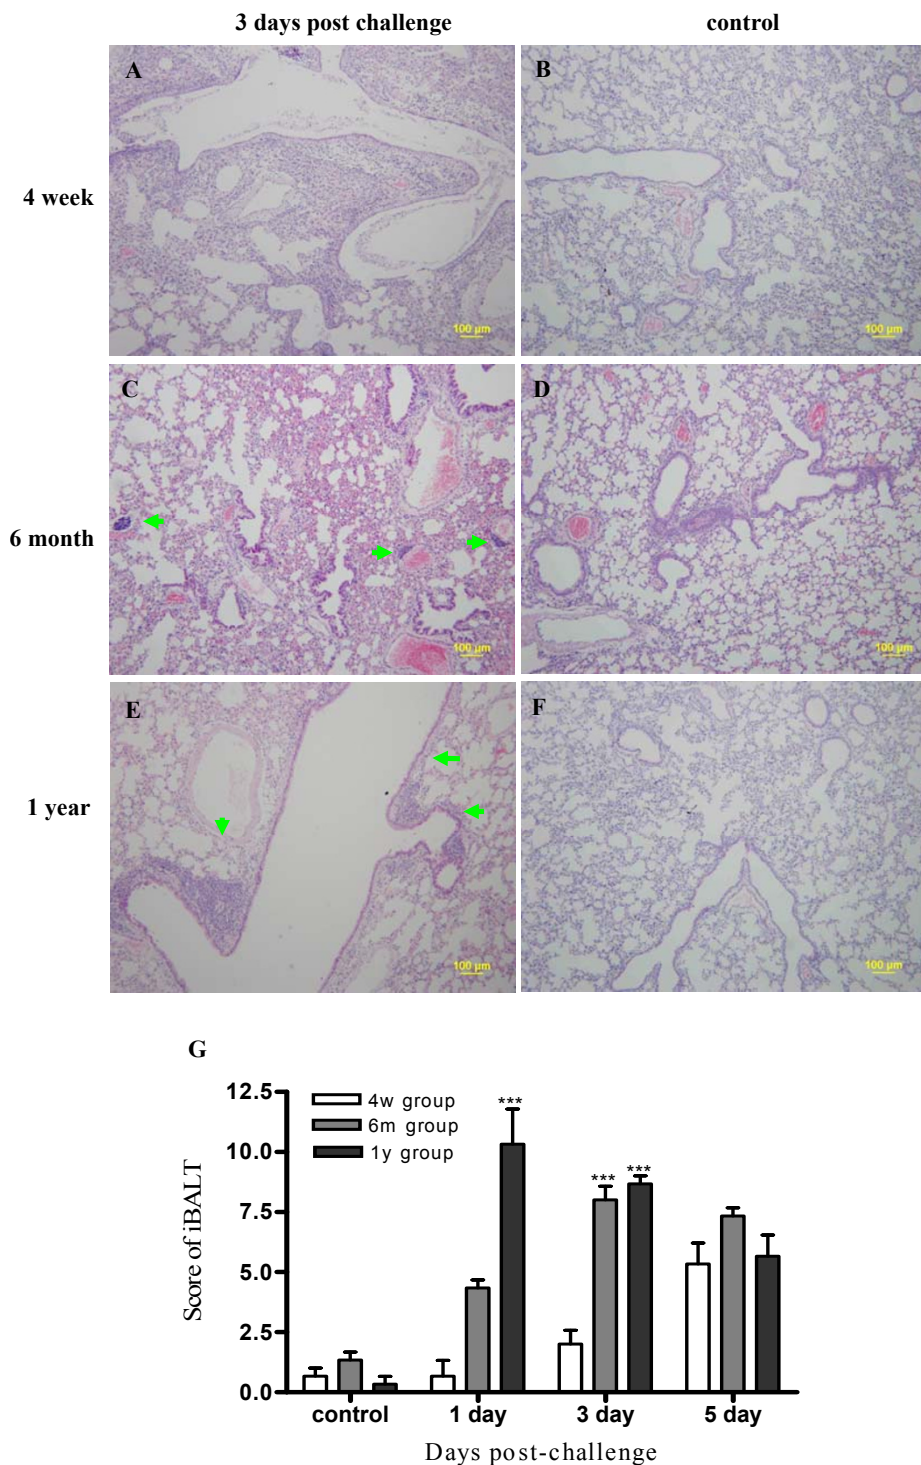 3 days post challenge
control
4 week
A
100 µm
B
100 µm
6 month
C
100 µm
D
100 µm
1 year
E
100 µm
F
100 µm
G
Score of iBALT
12.5
10.0
7.5
5.0
2.5
0.0
4w group
6m group
1y group
***
***
***
control
1 day
3 day
5 day
Days post-challenge